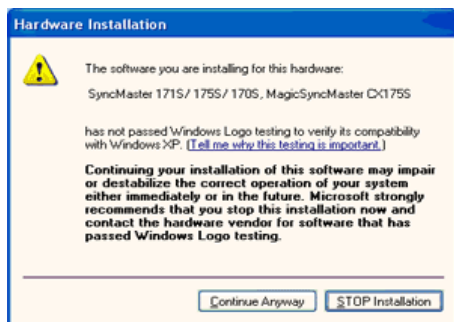 Hardware Installation
The software you are installing for this hardware:
SyncMaster 171S/ 175S/ 170S, MagicSyncMaster CX175S
has not passed Windows Logo testing to verify its compatibility
with Windows XP. (Tell me why this testing is important.)
Continuing your installation of this software may impair
or destabilize the correct operation of your system
either immediately or in the future. Microsoft strongly
recommends that you stop this installation now and
contact the hardware vendor for software that has
passed Windows Logo testing.
Continue Anyway
STOP Installation